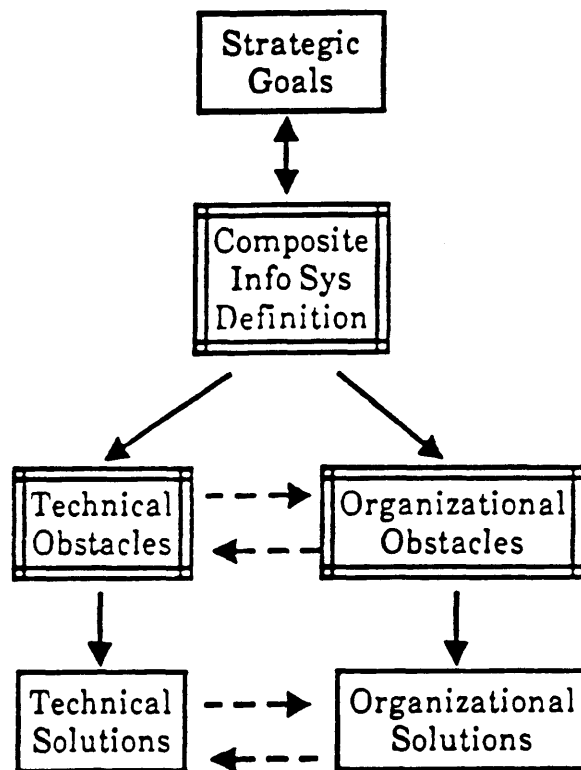 Strategic
Goals
Composite
Info Sys
Definition
Technical
Obstacles
Organizational
Obstacles
Technical
Solutions
Organizational
Solutions